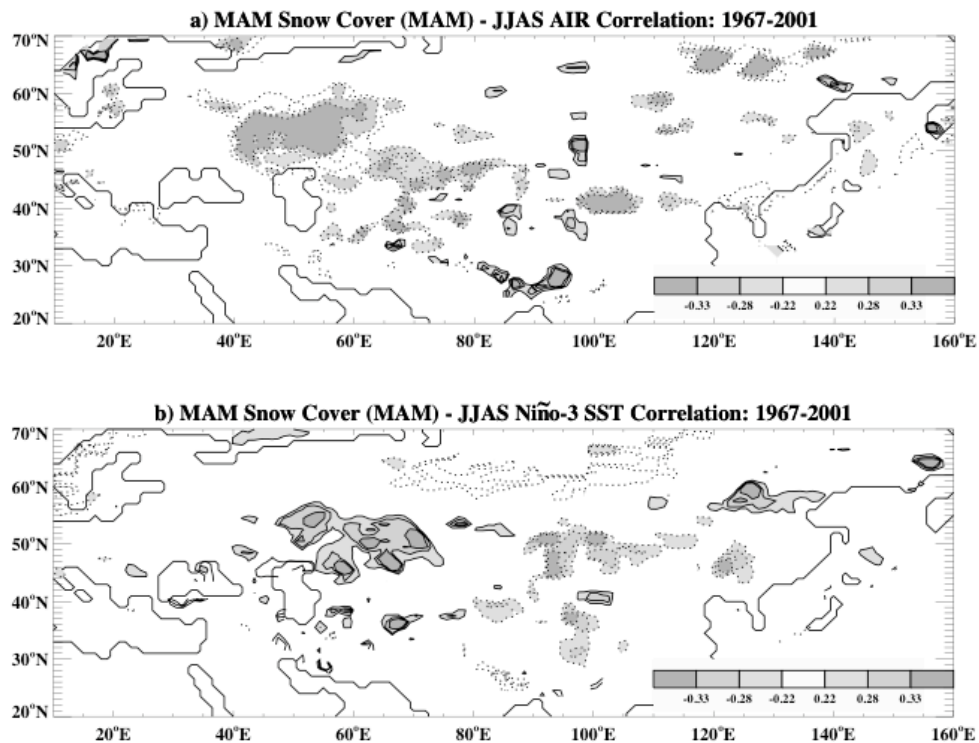 a) MAM Snow Cover (MAM) - JJAS AIR Correlation: 1967-2001
70°N
60°N
50°N
40°N
30°N
20°N
-0.33 -0.28 -0.22 0.22 0.28 0.33
20°E 40°E 60°E 80°E 100°E 120°E 140°E 160°E
b) MAM Snow Cover (MAM) - JJAS Niño-3 SST Correlation: 1967-2001
70°N
60°N
50°N
40°N
30°N
20°N
-0.33 -0.28 -0.22 0.22 0.28 0.33
20°E 40°E 60°E 80°E 100°E 120°E 140°E 160°E